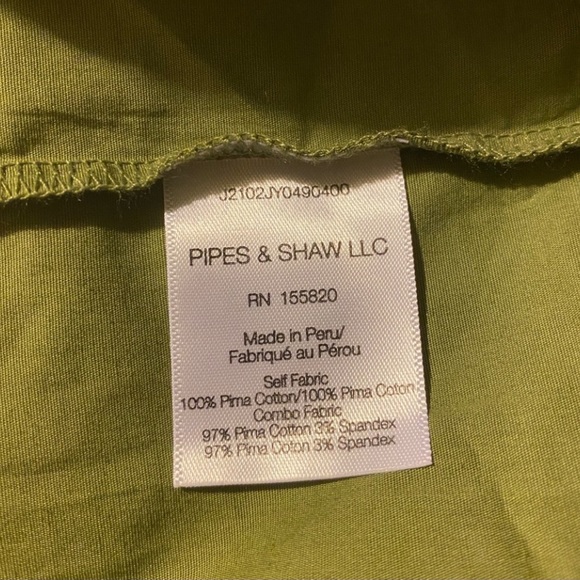 J2102JY0490400
PIPES & SHAW LLC
RN 155820
Made in Peru/
Fabriqué au Pérou
Self Fabric
100% Pima Cotton/100% Pima Coton
Combo Fabric
97% Pima Cotton 3% Spandex
97% Pima Cotton 3% Spandex